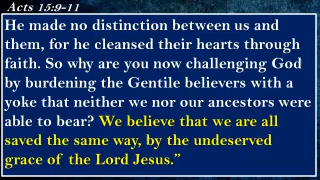 Acts 15:9-11
He made no distinction between us and
them, for he cleansed their hearts through
faith. So why are you now challenging God
by burdening the Gentile believers with a
yoke that neither we nor our ancestors were
able to bear? We believe that we are all
saved the same way, by the undeserved
grace of the Lord Jesus.”